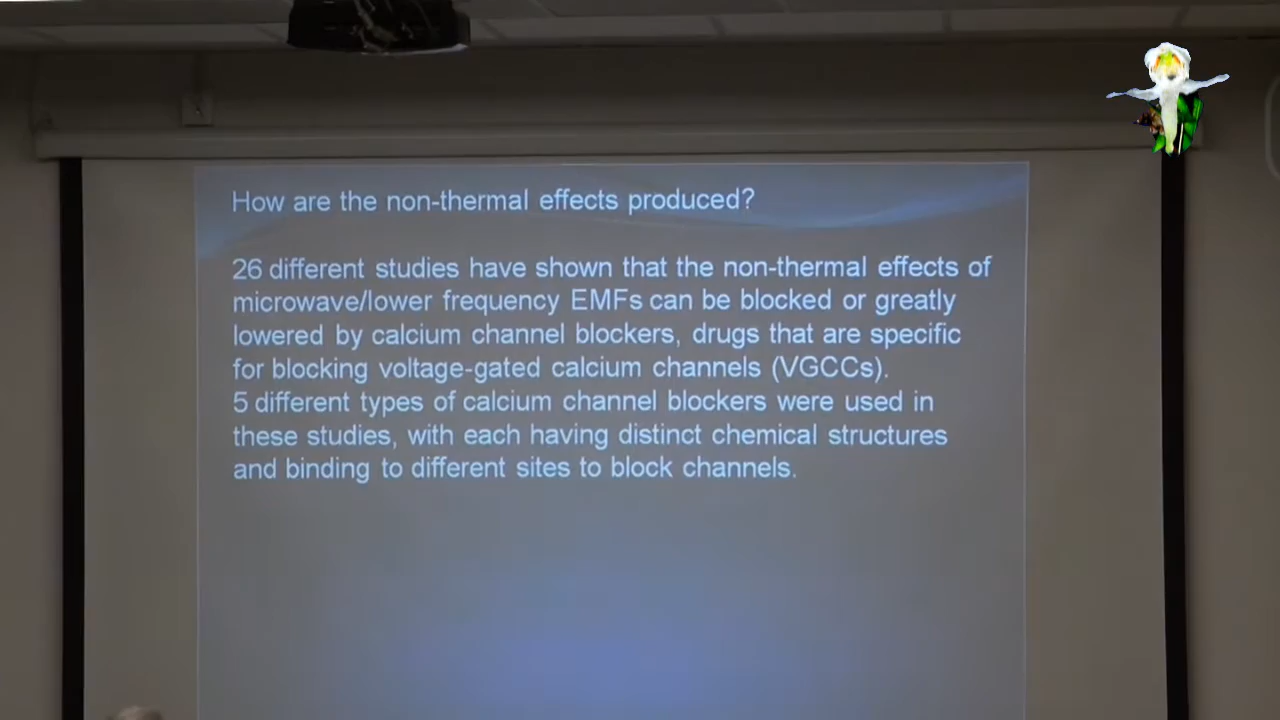 How are the non-thermal effects produced?
26 different studies have shown that the non-thermal effects of
microwave/lower frequency EMFs can be blocked or greatly
lowered by calcium channel blockers, drugs that are specific
for blocking voltage-gated calcium channels (VGCCs).
5 different types of calcium channel blockers were used in
these studies, with each having distinct chemical structures
and binding to different sites to block channels.